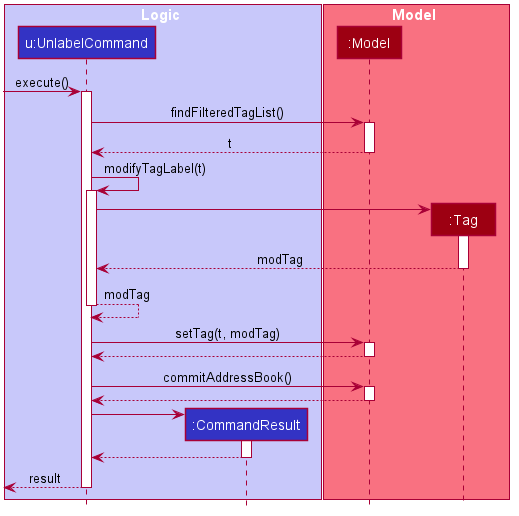 Logic
Model
u:UnlabelCommand
:Model
execute()
findFilteredTagList()
t
modifyTagLabel(t)
:Tag
modTag
modTag
setTag(t, modTag)
commitAddressBook()
:CommandResult
result